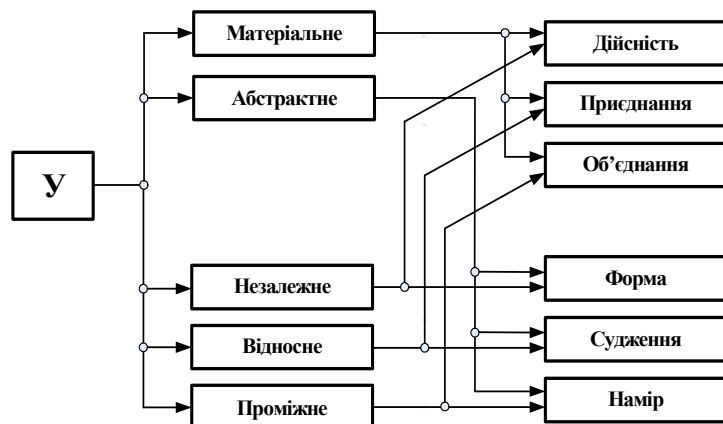 У
Матеріальне
Абстрактне
Незалежне
Відносне
Проміжне
Дійсність
Приєднання
Об’єднання
Форма
Судження
Намір